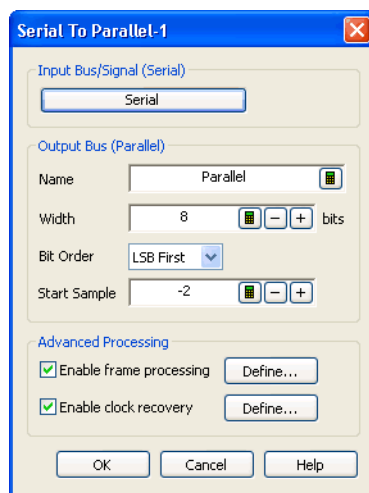 Serial To Parallel-1
Input Bus/Signal (Serial)
Serial
Output Bus (Parallel)
Name Parallel
Width 8 bits
Bit Order LSB First
Start Sample -2
Advanced Processing
Enable frame processing Define...
Enable clock recovery Define...
OK Cancel Help